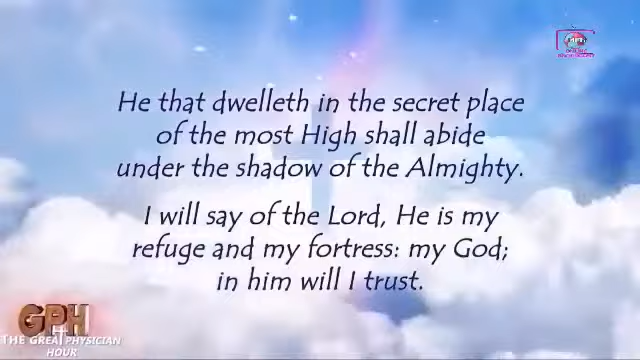 He that dwelleth in the secret place
of the most High shall abide
under the shadow of the Almighty.
I will say of the Lord, He is my
refuge and my fortress: my God;
in him will I trust.
GPH
THE GREAT PHYSICIAN
HOUR